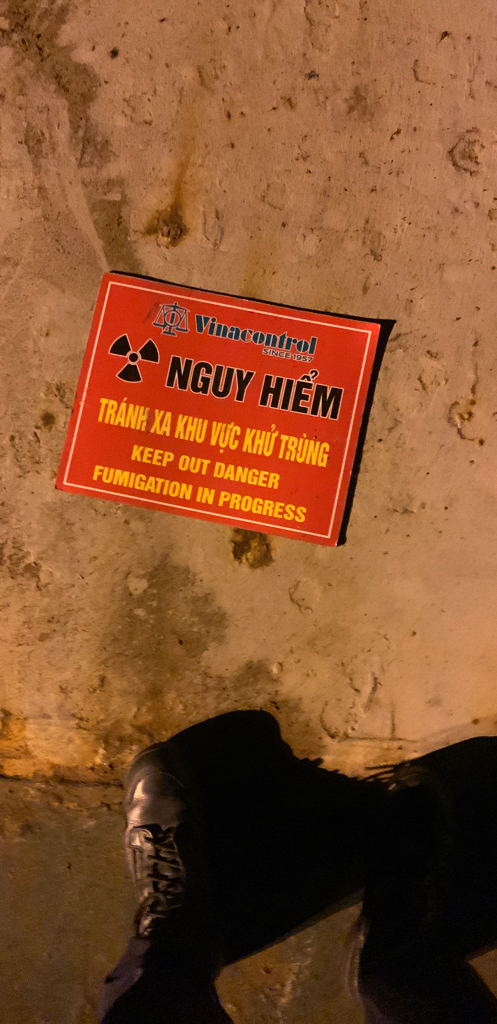 Vinacontrol
SINCE 1957
NGUY HIỂM
TRÁNH XA KHU VỰC KHỬ TRÙNG
KEEP OUT DANGER
FUMIGATION IN PROGRESS